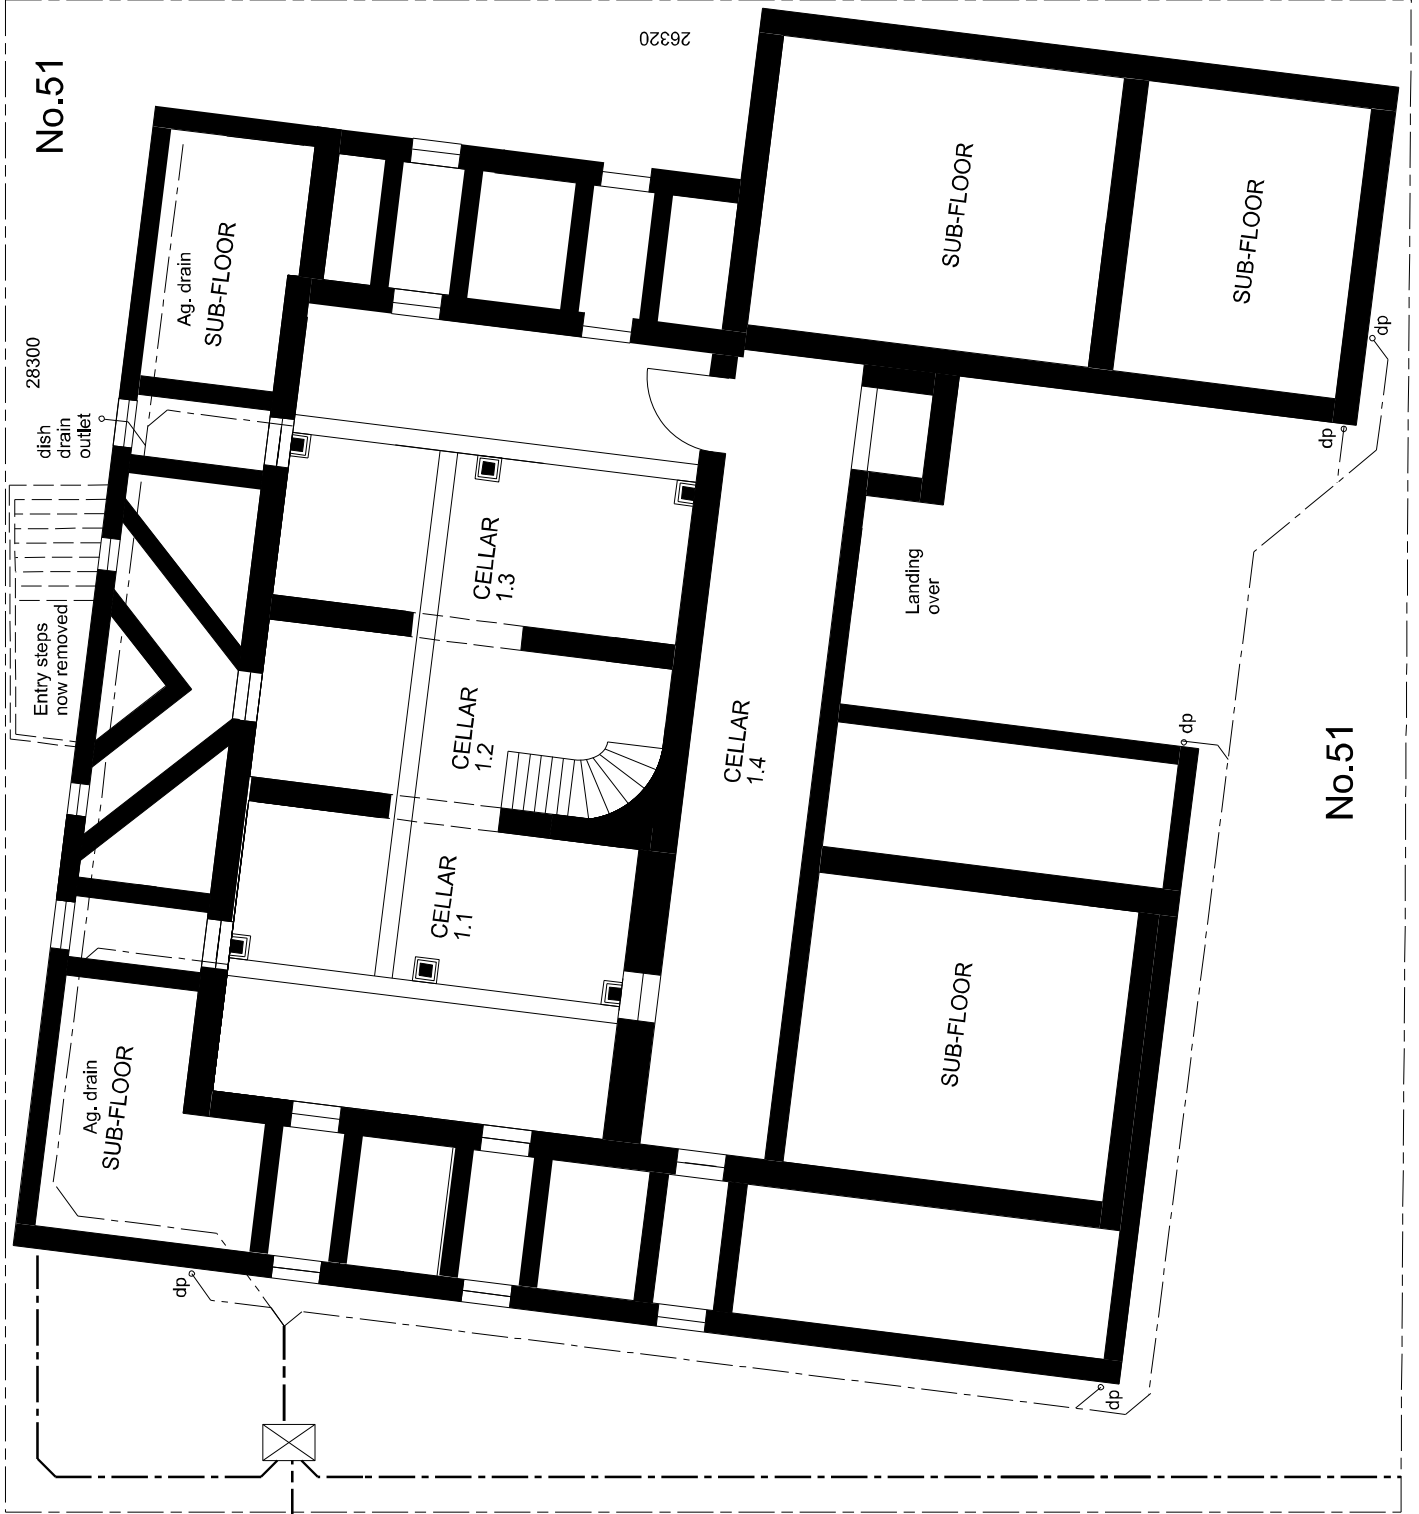 No.51
26320
28300
dish
drain
outlet
Ag. drain
SUB-FLOOR
SUB-FLOOR
SUB-FLOOR
dp
dp
Entry steps
now removed
CELLAR
1.3
Landing
over
CELLAR
1.2
CELLAR
1.4
dp
No.51
CELLAR
1.1
SUB-FLOOR
Ag. drain
SUB-FLOOR
dp
dp